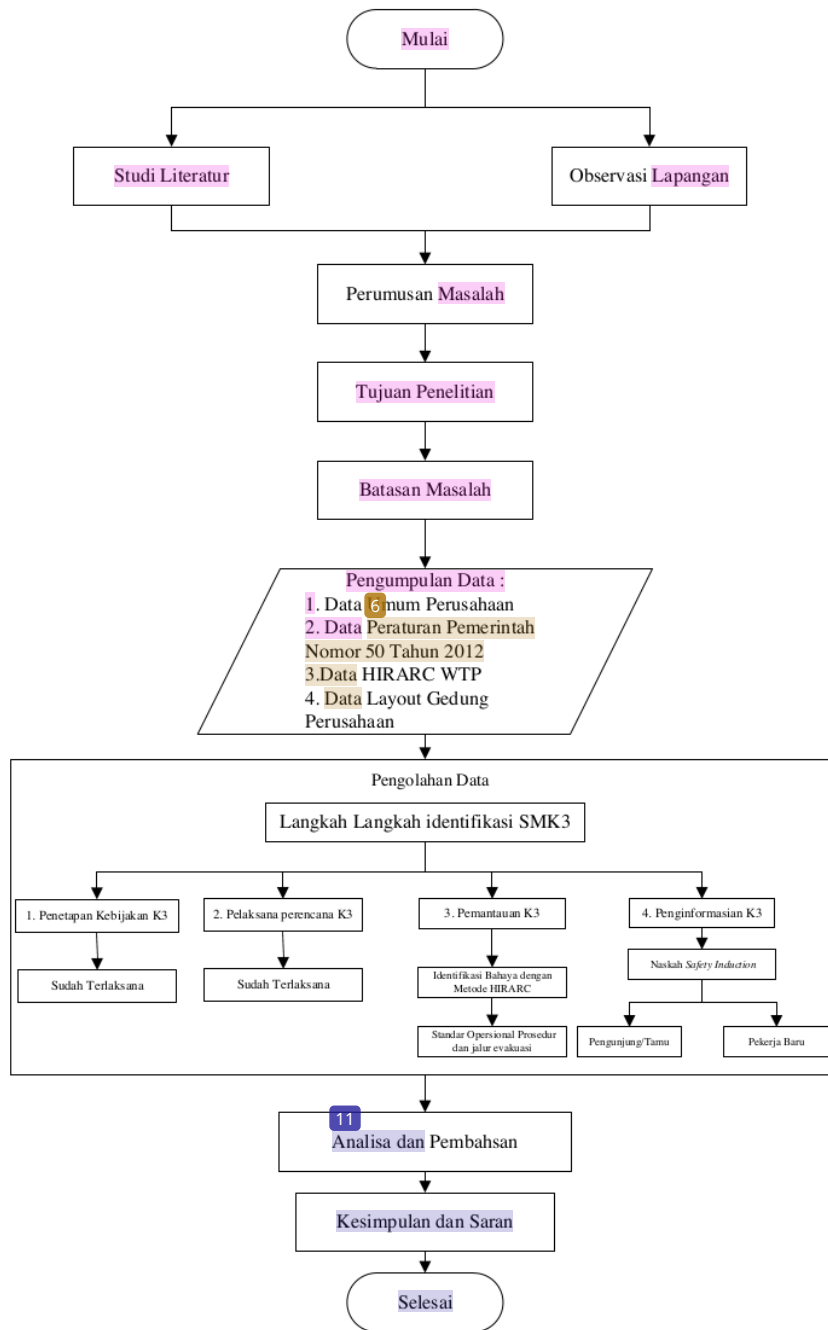 Mulai
Studi Literatur
Observasi Lapangan
Perumusan Masalah
Tujuan Penelitian
Batasan Masalah
Pengumpulan Data :
1. Data Umum Perusahaan
6
2. Data Peraturan Pemerintah
Nomor 50 Tahun 2012
3.Data HIRARC WTP
4. Data Layout Gedung
Perusahaan
Pengolahan Data
Langkah Langkah identifikasi SMK3
1. Penetapan Kebijakan K3
2. Pelaksana perencana K3
3. Pemantauan K3
4. Penginformasian K3
Sudah Terlaksana
Sudah Terlaksana
Identifikasi Bahaya dengan
Metode HIRARC
Naskah Safety Induction
Standar Opersional Prosedur
dan jalur evakuasi
Pengunjung/Tamu
Pekerja Baru
11
Analisa dan Pembahsan
Kesimpulan dan Saran
Selesai